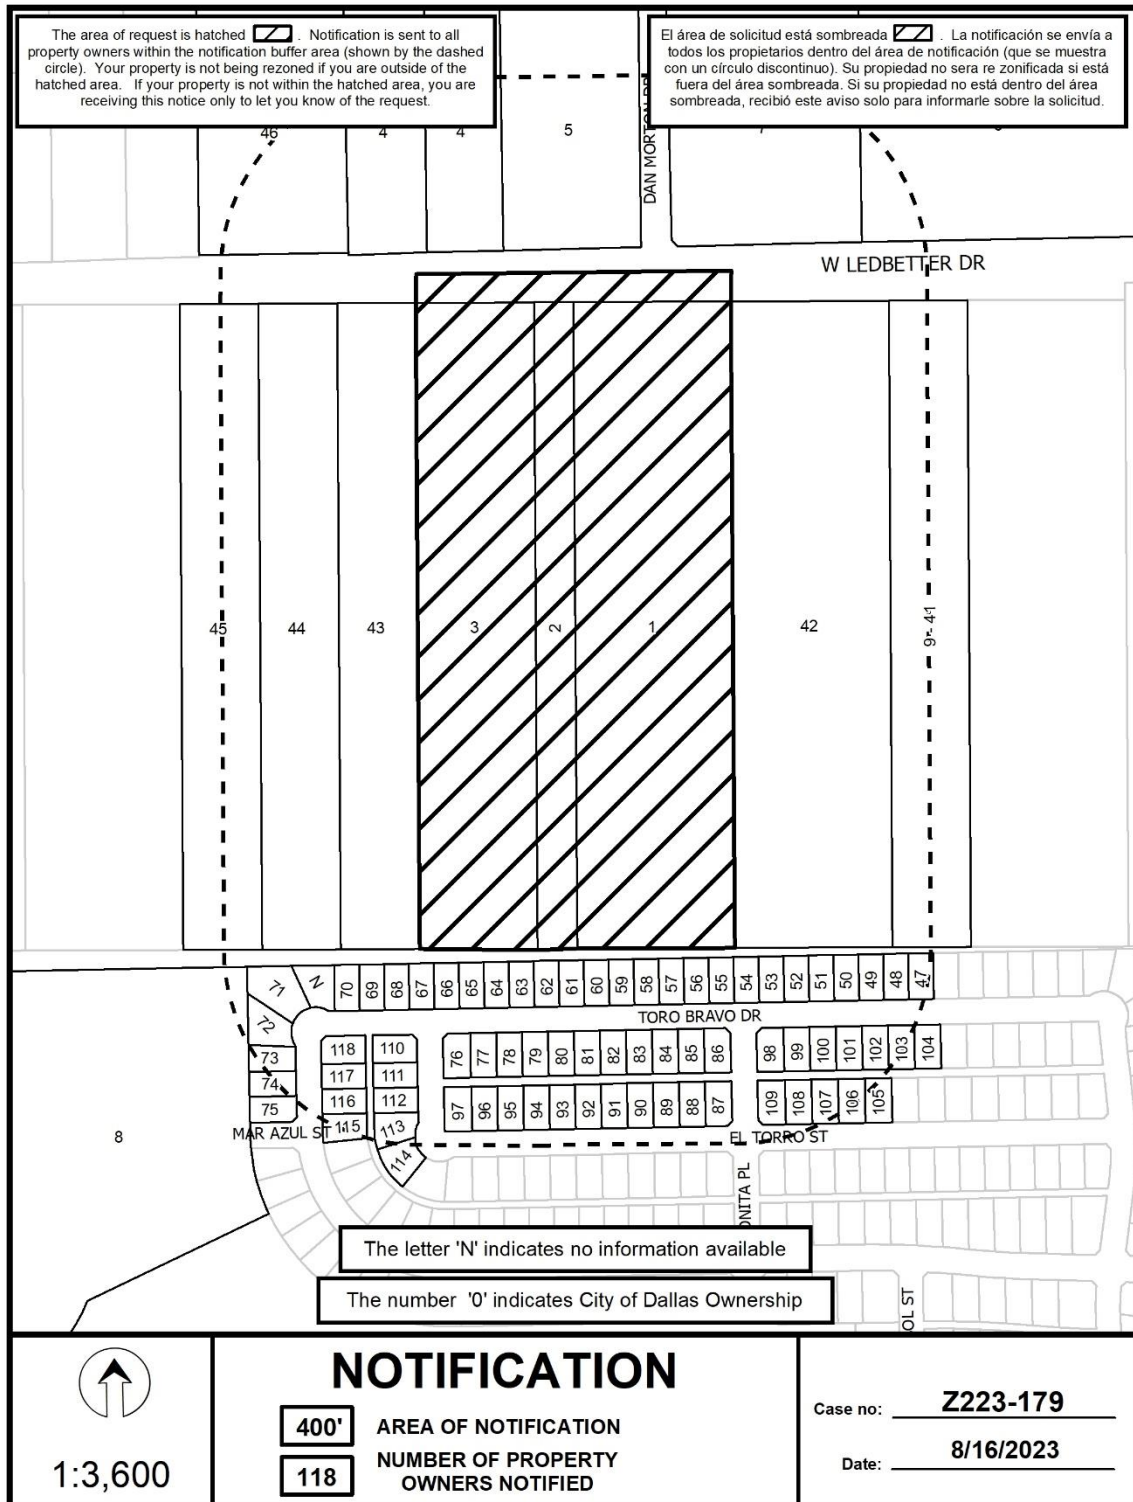 The area of request is hatched . Notification is sent to all
property owners within the notification buffer area (shown by the dashed
circle). Your property is not being rezoned if you are outside of the
hatched area. If your property is not within the hatched area, you are
receiving this notice only to let you know of the request.
El área de solicitud está sombreada . La notificación se envía a
todos los propietarios dentro del área de notificación (que se muestra
con un círculo discontinuo). Su propiedad no sera re zonificada si está
fuera del área sombreada. Si su propiedad no está dentro del área
sombreada, recibió este aviso solo para informarle sobre la solicitud.
46 4 4 5
DAN MORTON DR
W LEDBETTER DR
45 44 43 3 2 1 42 9 - 41
71 N 70 69 68 67 66 65 64 63 62 61 60 59 58 57 56 55 54 53 52 51 50 49 48 47
TORO BRAVO DR
72
118 110 76 77 78 79 80 81 82 83 84 85 86 98 99 100 101 102 103 104
73
117 111
74
116 112 97 96 95 94 93 92 91 90 89 88 87 109 108 107 106 105
75
MAR AZUL ST 115 113 EL TORRO ST
8
114
ONITA PL
The letter 'N' indicates no information available
The number '0' indicates City of Dallas Ownership
OL ST
1:3,600
NOTIFICATION
400' AREA OF NOTIFICATION
118 NUMBER OF PROPERTY
OWNERS NOTIFIED
Case no: Z223-179
Date: 8/16/2023